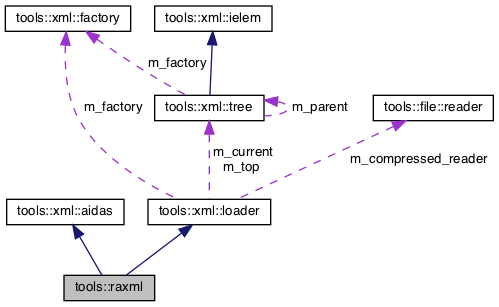 tools::xml::factory
tools::xml::ielem
m_factory
m_factory
tools::xml::tree
m_parent
tools::file::reader
m_current
m_top
m_compressed_reader
tools::xml::aidas
tools::xml::loader
tools::raxml